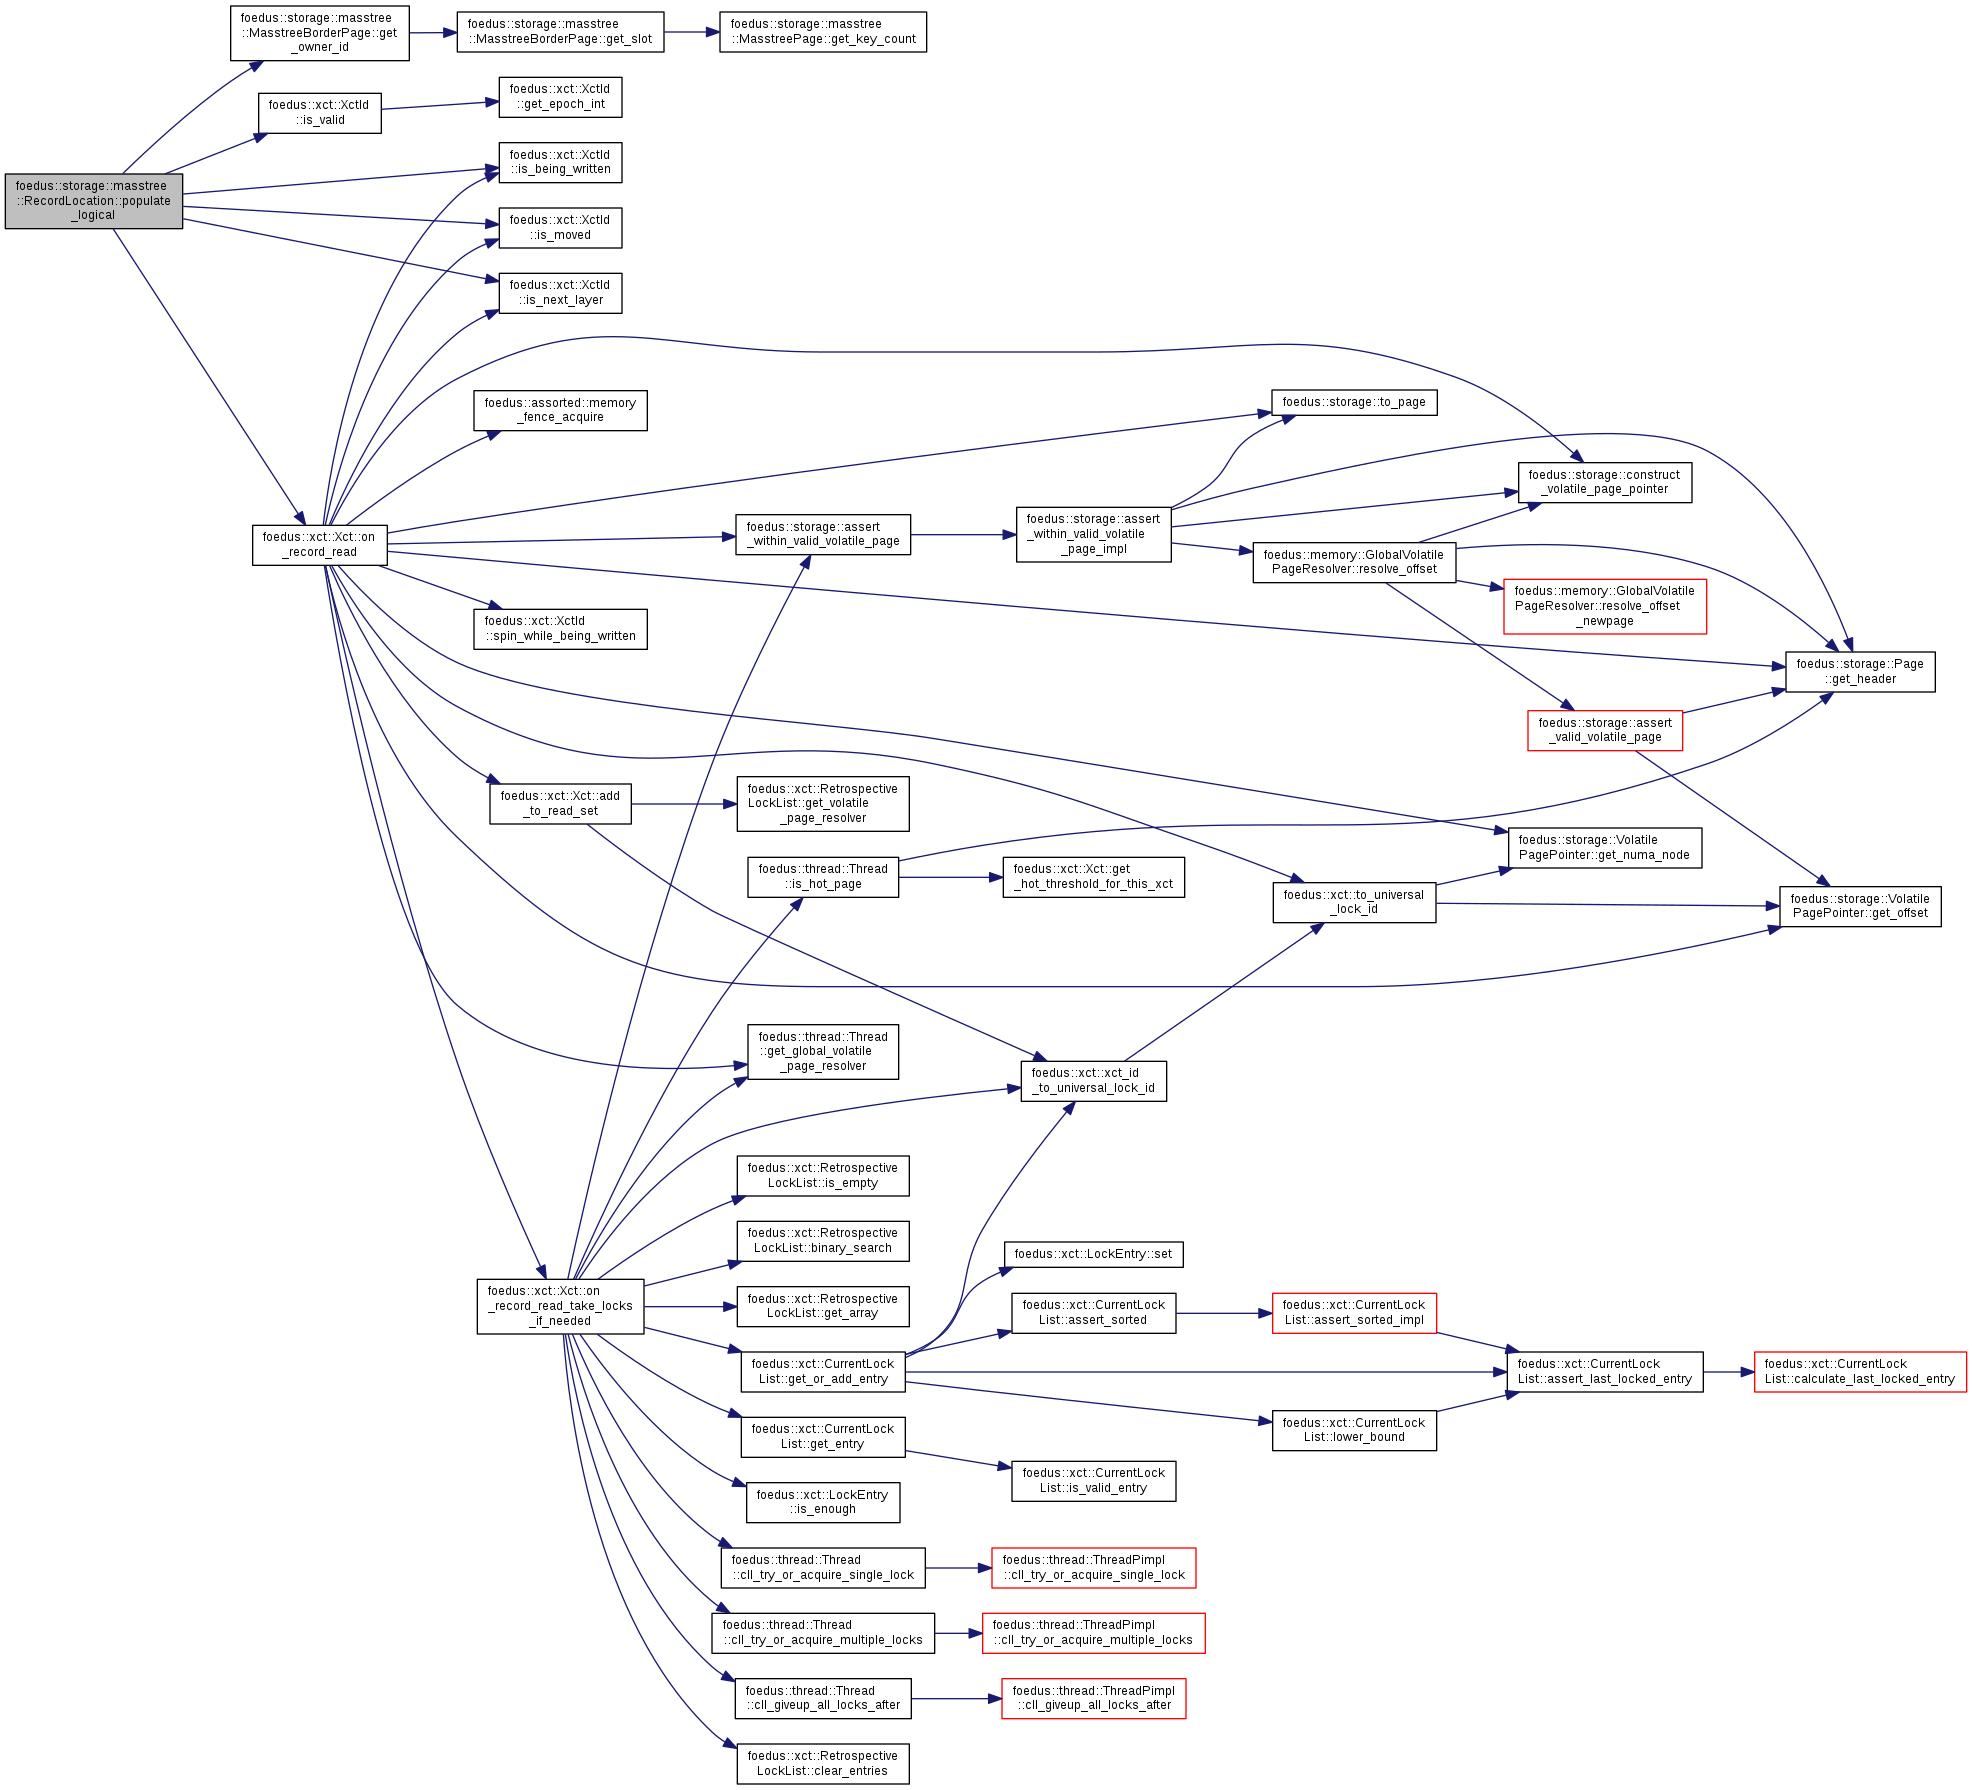 foedus::storage::masstree
::MasstreeBorderPage::get
_owner_id
foedus::storage::masstree
::MasstreeBorderPage::get_slot
foedus::storage::masstree
::MasstreePage::get_key_count
foedus::xct::XctId
::is_valid
foedus::xct::XctId
::get_epoch_int
foedus::storage::masstree
::RecordLocation::populate
_logical
foedus::xct::XctId
::is_being_written
foedus::xct::XctId
::is_moved
foedus::xct::XctId
::is_next_layer
foedus::assorted::memory
_fence_acquire
foedus::storage::to_page
foedus::storage::construct
_volatile_page_pointer
foedus::xct::Xct::on
_record_read
foedus::storage::assert
_within_valid_volatile_page
foedus::storage::assert
_within_valid_volatile
_page_impl
foedus::memory::GlobalVolatile
PageResolver::resolve_offset
foedus::memory::GlobalVolatile
PageResolver::resolve_offset
_newpage
foedus::xct::XctId
::spin_while_being_written
foedus::storage::Page
::get_header
foedus::storage::assert
_valid_volatile_page
foedus::xct::Xct::add
_to_read_set
foedus::xct::Retrospective
LockList::get_volatile
_page_resolver
foedus::storage::Volatile
PagePointer::get_numa_node
foedus::thread::Thread
::is_hot_page
foedus::xct::Xct::get
_hot_threshold_for_this_xct
foedus::xct::to_universal
_lock_id
foedus::storage::Volatile
PagePointer::get_offset
foedus::thread::Thread
::get_global_volatile
_page_resolver
foedus::xct::xct_id
_to_universal_lock_id
foedus::xct::Retrospective
LockList::is_empty
foedus::xct::Retrospective
LockList::binary_search
foedus::xct::LockEntry::set
foedus::xct::Xct::on
_record_read_take_locks
_if_needed
foedus::xct::Retrospective
LockList::get_array
foedus::xct::CurrentLock
List::assert_sorted
foedus::xct::CurrentLock
List::assert_sorted_impl
foedus::xct::CurrentLock
List::get_or_add_entry
foedus::xct::CurrentLock
List::assert_last_locked_entry
foedus::xct::CurrentLock
List::calculate_last_locked_entry
foedus::xct::CurrentLock
List::get_entry
foedus::xct::CurrentLock
List::lower_bound
foedus::xct::CurrentLock
List::is_valid_entry
foedus::xct::LockEntry
::is_enough
foedus::thread::Thread
::cll_try_or_acquire_single_lock
foedus::thread::ThreadPimpl
::cll_try_or_acquire_single_lock
foedus::thread::Thread
::cll_try_or_acquire_multiple_locks
foedus::thread::ThreadPimpl
::cll_try_or_acquire_multiple_locks
foedus::thread::Thread
::cll_giveup_all_locks_after
foedus::thread::ThreadPimpl
::cll_giveup_all_locks_after
foedus::xct::Retrospective
LockList::clear_entries